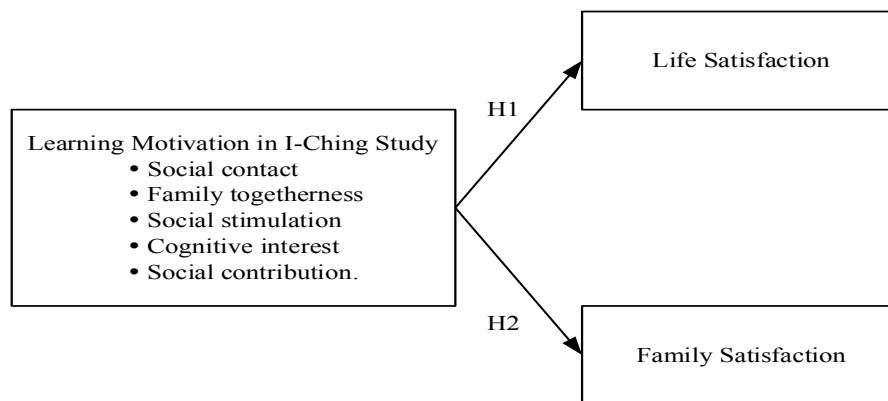 Life Satisfaction
H1
Learning Motivation in I-Ching Study
• Social contact
• Family togetherness
• Social stimulation
• Cognitive interest
• Social contribution.
H2
Family Satisfaction